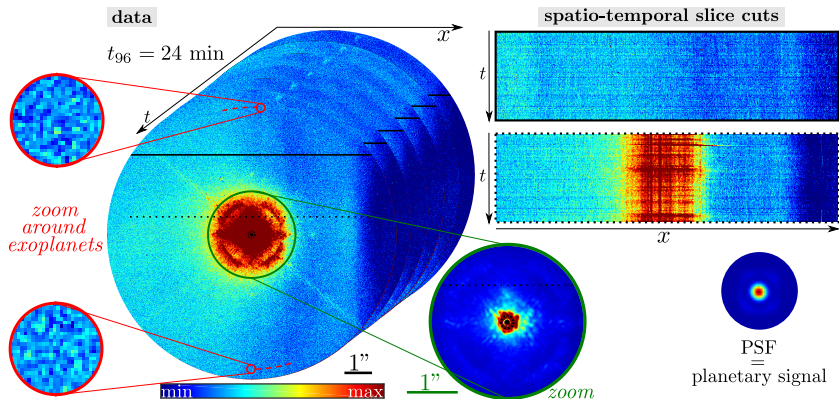 data
spatio-temporal slice cuts
x
t₉₆ = 24 min
t
t
zoom
around
exoplanets
t
x
1"
min
max
1"
zoom
PSF
=
planetary signal